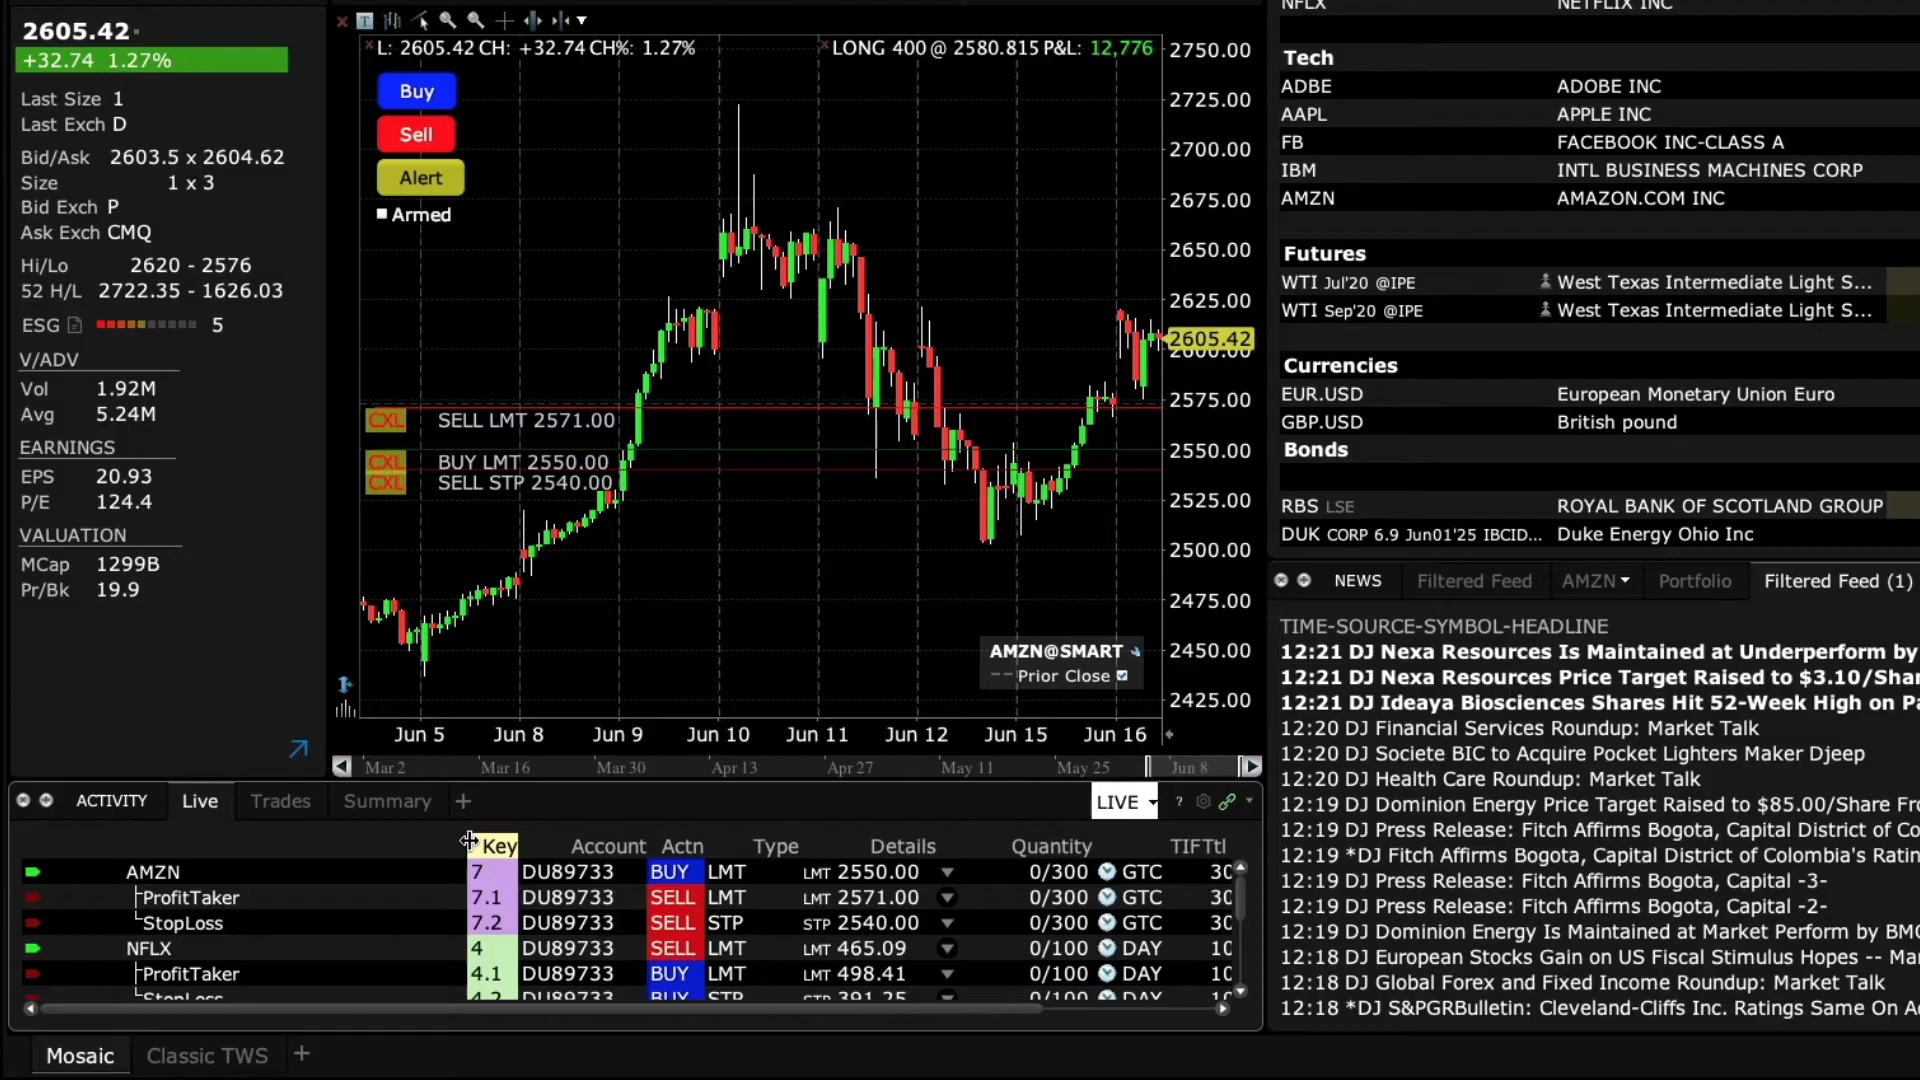 2605.42
+32.74 1.27%
Last Size 1
Last Exch D
Bid/Ask 2603.5 x 2604.62
Size 1 x 3
Bid Exch P
Ask Exch CMQ
Hi/Lo 2620 - 2576
52 H/L 2722.35 - 1626.03
ESG 5
V/ADV
Vol 1.92M
Avg 5.24M
EARNINGS
EPS 20.93
P/E 124.4
VALUATION
MCap 1299B
Pr/Bk 19.9
L: 2605.42 CH: +32.74 CH%: 1.27%
LONG 400 @ 2580.815 P&L: 12,776
Buy
Sell
Alert
Armed
CXL SELL LMT 2571.00
CXL BUY LMT 2550.00
CXL SELL STP 2540.00
AMZN@SMART
Prior Close
2750.00
2725.00
2700.00
2675.00
2650.00
2625.00
2605.42
2600.00
2575.00
2550.00
2525.00
2500.00
2475.00
2450.00
2425.00
Jun 5 Jun 8 Jun 9 Jun 10 Jun 11 Jun 12 Jun 15 Jun 16
Mar 2 Mar 16 Mar 30 Apr 13 Apr 27 May 11 May 25 Jun 8
NFLX NETFLIX INC
Tech
ADBE ADOBE INC
AAPL APPLE INC
FB FACEBOOK INC-CLASS A
IBM INTL BUSINESS MACHINES CORP
AMZN AMAZON.COM INC
Futures
WTI Jul'20 @IPE West Texas Intermediate Light S...
WTI Sep'20 @IPE West Texas Intermediate Light S...
Currencies
EUR.USD European Monetary Union Euro
GBP.USD British pound
Bonds
RBS LSE ROYAL BANK OF SCOTLAND GROUP
DUK CORP 6.9 Jun01'25 IBCID... Duke Energy Ohio Inc
NEWS Filtered Feed AMZN Portfolio Filtered Feed (1)
TIME-SOURCE-SYMBOL-HEADLINE
12:21 DJ Nexa Resources Is Maintained at Underperform by
12:21 DJ Nexa Resources Price Target Raised to $3.10/Shar
12:21 DJ Ideaya Biosciences Shares Hit 52-Week High on Pa
12:20 DJ Financial Services Roundup: Market Talk
12:20 DJ Societe BIC to Acquire Pocket Lighters Maker Djeep
12:20 DJ Health Care Roundup: Market Talk
12:19 DJ Dominion Energy Price Target Raised to $85.00/Share Fro
12:19 DJ Press Release: Fitch Affirms Bogota, Capital District of Co
12:19 *DJ Fitch Affirms Bogota, Capital District of Colombia's Ratin
12:19 DJ Press Release: Fitch Affirms Bogota, Capital -3-
12:19 DJ Press Release: Fitch Affirms Bogota, Capital -2-
12:19 DJ Dominion Energy Is Maintained at Market Perform by BMO
12:18 DJ European Stocks Gain on US Fiscal Stimulus Hopes -- Mar
12:18 DJ Global Forex and Fixed Income Roundup: Market Talk
12:18 *DJ S&PGRBulletin: Cleveland-Cliffs Inc. Ratings Same On A
ACTIVITY Live Trades Summary + LIVE ?
Key Account Actn Type Details Quantity TIF Ttl
AMZN 7 DU89733 BUY LMT LMT 2550.00 0/300 GTC 30
ProfitTaker 7.1 DU89733 SELL LMT LMT 2571.00 0/300 GTC 30
StopLoss 7.2 DU89733 SELL STP STP 2540.00 0/300 GTC 30
NFLX 4 DU89733 SELL LMT LMT 465.09 0/100 DAY 10
ProfitTaker 4.1 DU89733 BUY LMT LMT 498.41 0/100 DAY 10
StopLoss 4.2 DU89733 BUY STP STP 391.25 0/100 DAY 10
Mosaic Classic TWS +